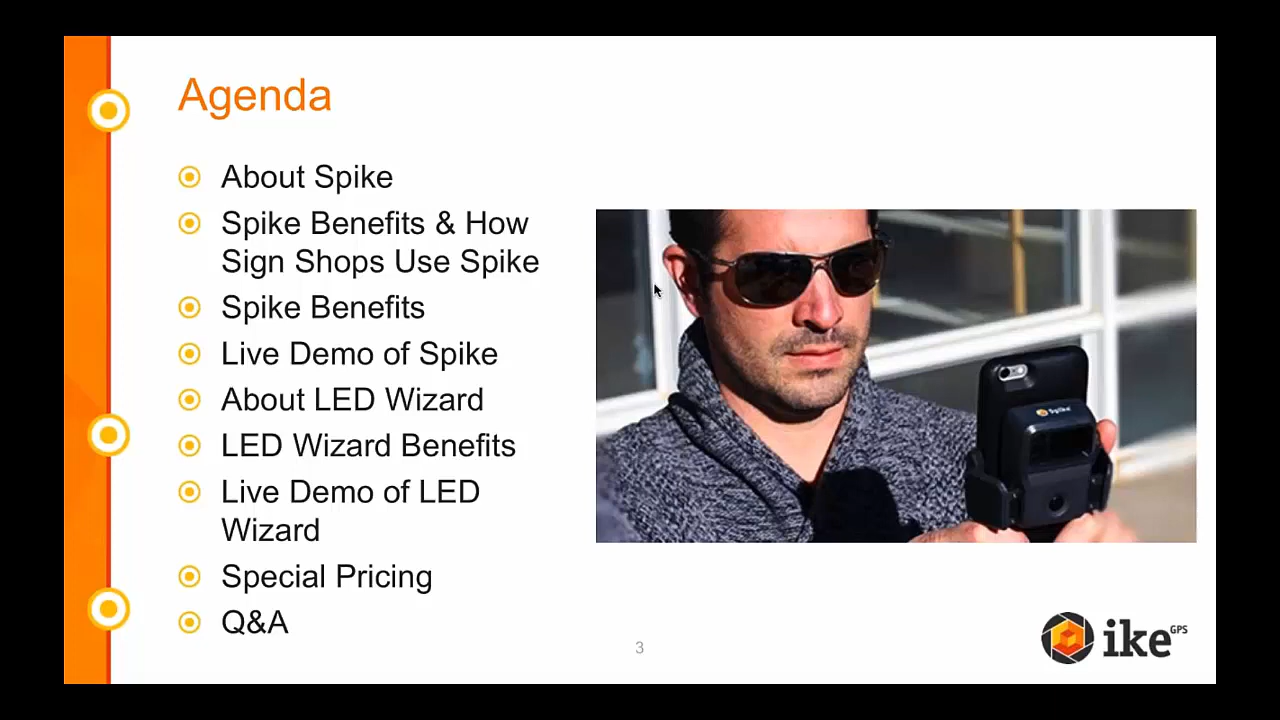 Agenda
About Spike
Spike Benefits & How
Sign Shops Use Spike
Spike Benefits
Live Demo of Spike
About LED Wizard
LED Wizard Benefits
Live Demo of LED
Wizard
Special Pricing
Q&A
Spike
3
ike GPS